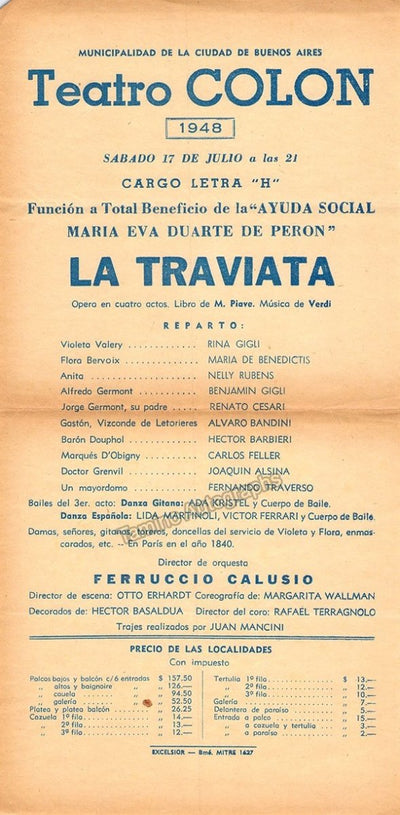 MUNICIPALIDAD DE LA CIUDAD DE BUENOS AIRES
Teatro COLON
1948
SABADO 17 DE JULIO a las 21
CARGO LETRA "H"
Función a Total Beneficio de la "AYUDA SOCIAL
MARIA EVA DUARTE DE PERON"
LA TRAVIATA
Opera en cuatro actos. Libro de M. Piave. Música de Verdi
REPARTO:
Violeta Valery ............ RINA GIGLI
Flora Bervoix ............. MARIA DE BENEDICTIS
Anita ..................... NELLY RUBENS
Alfredo Germont ........... BENJAMIN GIGLI
Jorge Germont, su padre ..... RENATO CESARI
Gastón, Vizconde de Letorieres ALVARO BANDINI
Barón Douphol ............. HECTOR BARBIERI
Marqués D'Obigny .......... CARLOS FELLER
Doctor Grenvil ............ JOAQUIN ALSINA
Un mayordomo .............. FERNANDO TRAVERSO
Bailes del 3er. acto: Danza Gitana: ADA KRISTEL y Cuerpo de Baile.
Danza Española: LIDA MARTINOLI, VICTOR FERRARI y Cuerpo de Baile.
Damas, señores, gitanas, toreros, doncellas del servicio de Violeta y Flora, enmas-
carados, etc. - En París en el año 1840.
Tamino Autographs
Director de orquesta
FERRUCCIO CALUSIO
Director de escena: OTTO ERHARDT Coreografía de: MARGARITA WALLMAN
Decorados de: HECTOR BASALDUA Director del coro: RAFAEL TERRAGNOLO
Trajes realizados por JUAN MANCINI
PRECIO DE LAS LOCALIDADES
Con impuesto
Palcos bajos y balcón c/6 entradas $ 157.50
„ altos y baignoire „ 126.—
„ cazuela „ 94.50
„ galería „ 52.50
Platea y platea balcón „ 26.25
Cazuela 1ª fila „ 14.—
„ 2ª fila „ 13.—
„ 3ª fila „ 12.—
Tertulia 1ª fila $ 13.—
„ 2ª fila „ 12.—
„ 3ª fila „ 10.—
Galería „ 7.—
Delantera de paraíso „ 5.—
Entrada a palco „ 15.—
„ a cazuela y tertulia „ 3.—
„ a paraíso „ 2.—
EXCELSIOR — Bmé. MITRE 1627